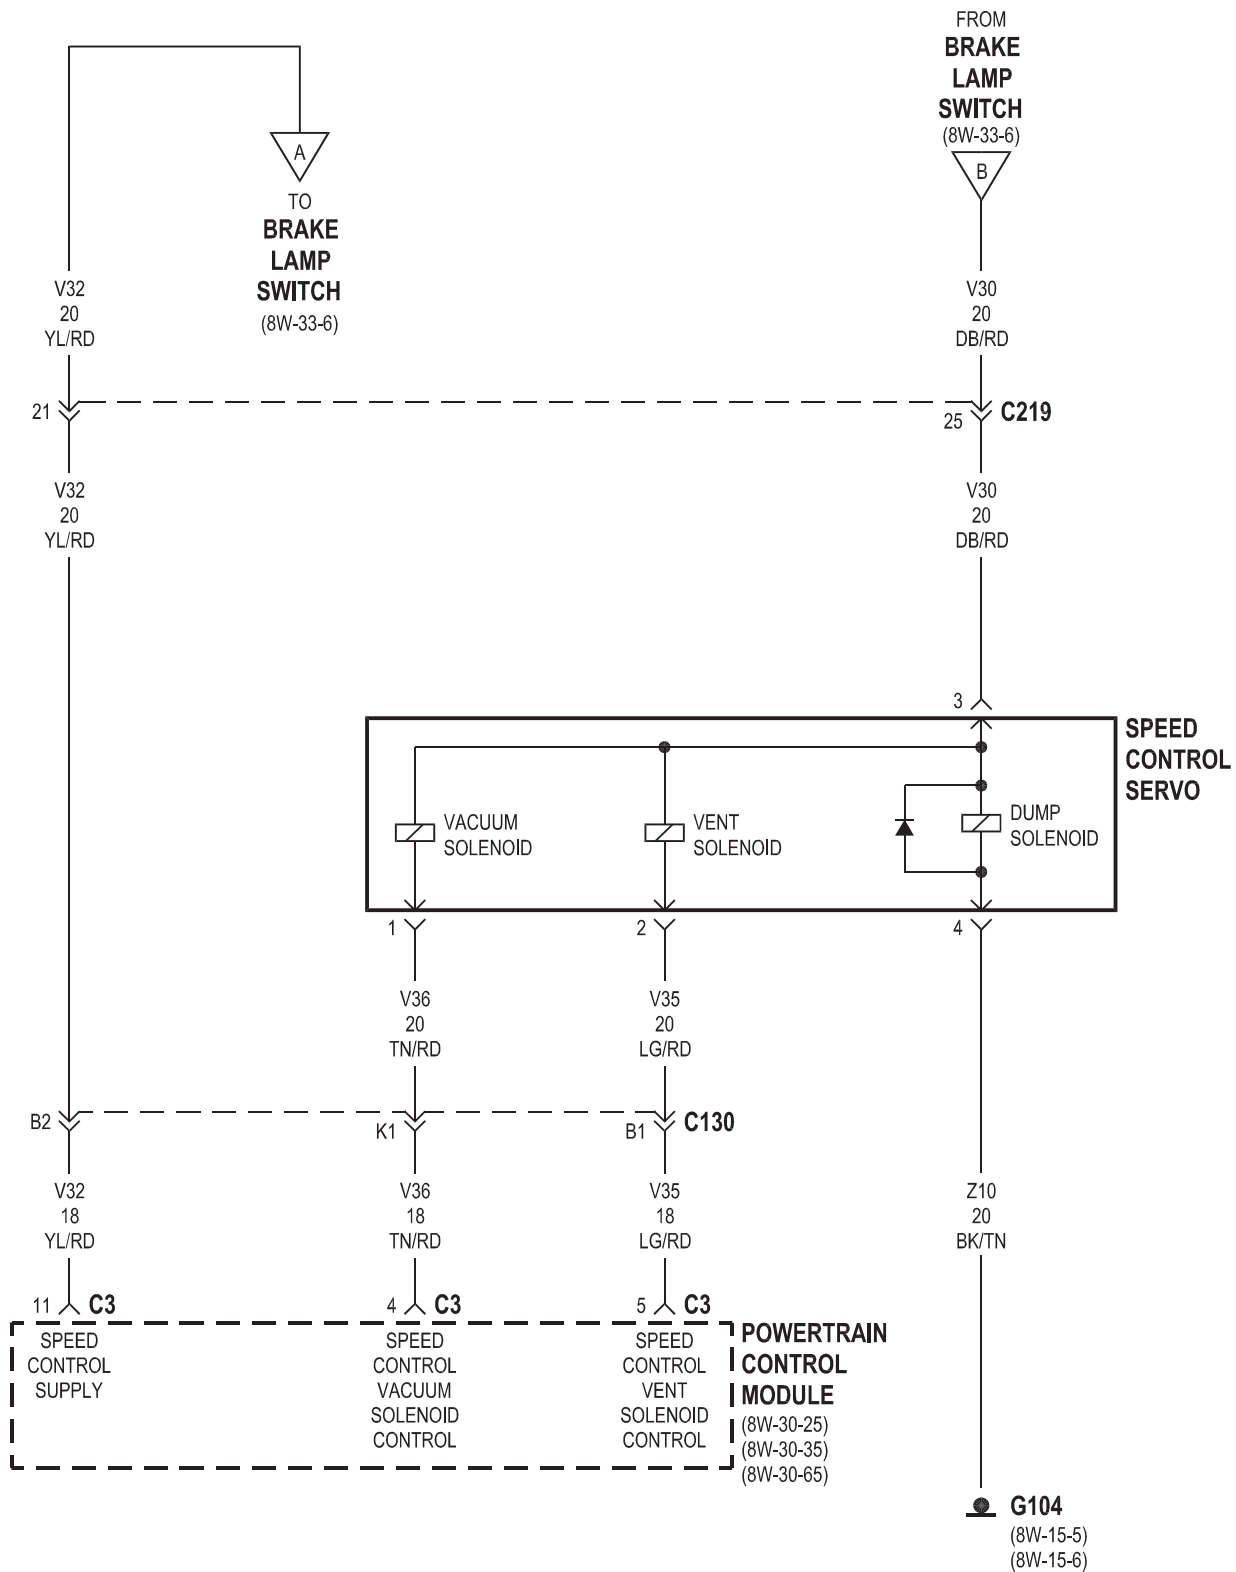 FROM
BRAKE
LAMP
SWITCH
(8W-33-6)
A
B
TO
BRAKE
LAMP
SWITCH
(8W-33-6)
V32
20
YL/RD
V30
20
DB/RD
21
25
C219
V32
20
YL/RD
V30
20
DB/RD
3
SPEED
CONTROL
SERVO
VACUUM
SOLENOID
VENT
SOLENOID
DUMP
SOLENOID
1
2
4
V36
20
TN/RD
V35
20
LG/RD
B2
K1
B1
C130
V32
18
YL/RD
V36
18
TN/RD
V35
18
LG/RD
Z10
20
BK/TN
11
C3
4
C3
5
C3
SPEED
CONTROL
SUPPLY
SPEED
CONTROL
VACUUM
SOLENOID
CONTROL
SPEED
CONTROL
VENT
SOLENOID
CONTROL
POWERTRAIN
CONTROL
MODULE
(8W-30-25)
(8W-30-35)
(8W-30-65)
G104
(8W-15-5)
(8W-15-6)